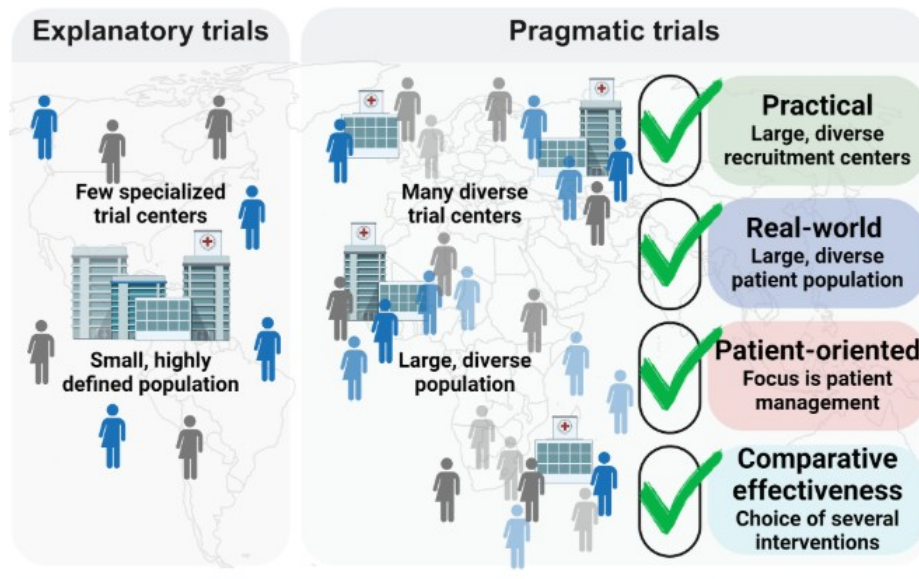 Explanatory trials
Few specialized
trial centers
Small, highly
defined population
Pragmatic trials
Many diverse
trial centers
Large, diverse
population
Practical
Large, diverse
recruitment centers
Real-world
Large, diverse
patient population
Patient-oriented
Focus is patient
management
Comparative
effectiveness
Choice of several
interventions